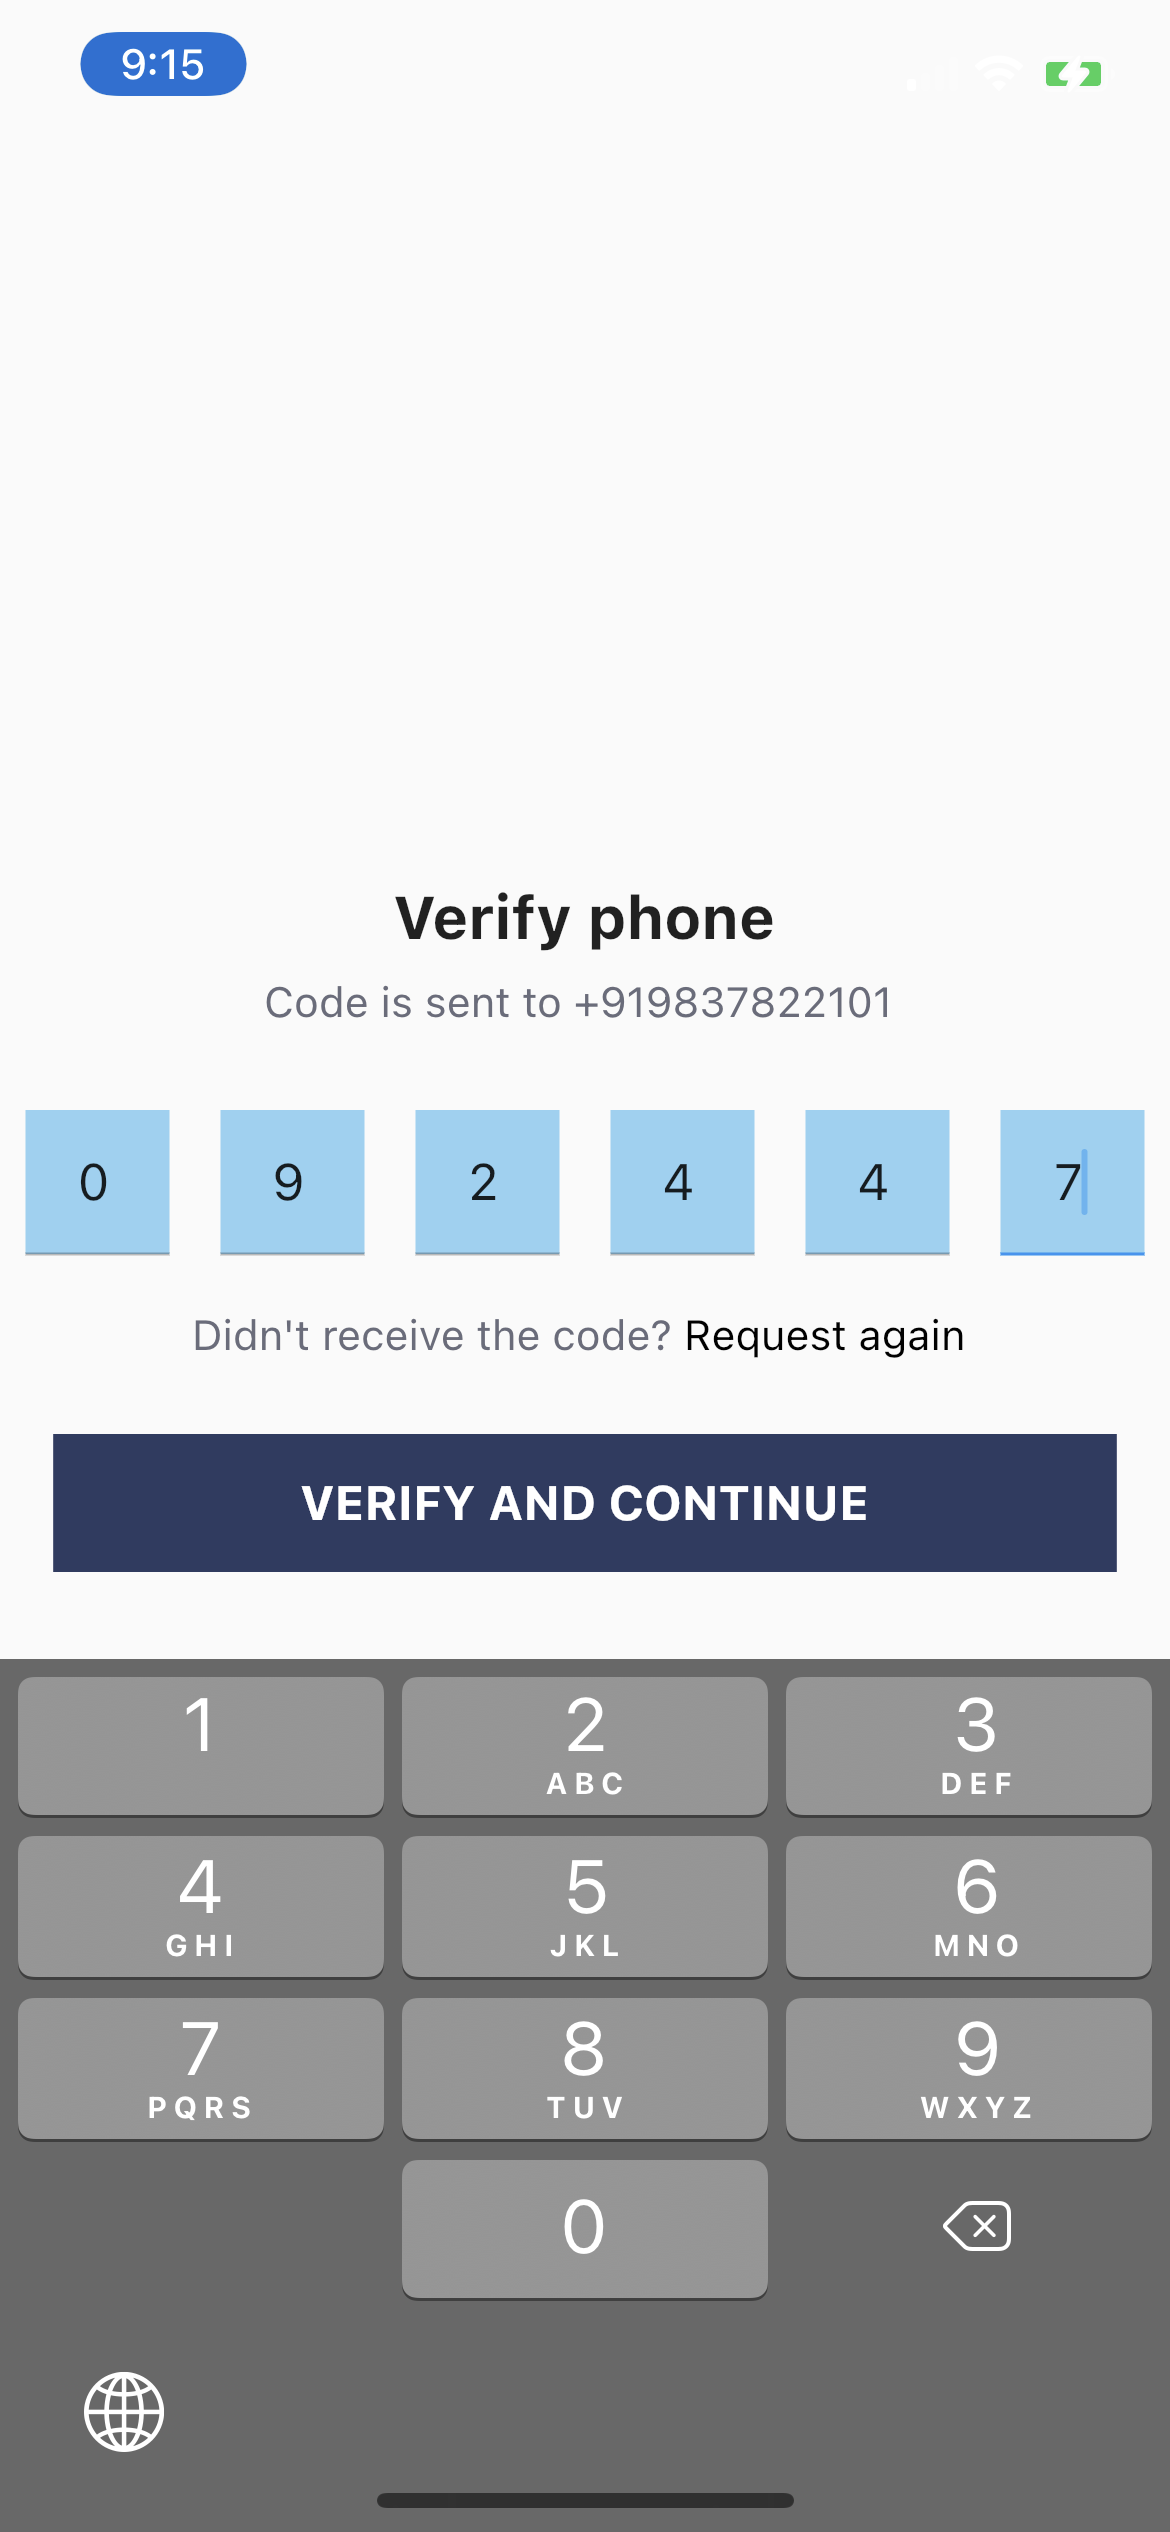 9:15
Verify phone
Code is sent to +919837822101
0 9 2 4 4 7
Didn't receive the code? Request again
VERIFY AND CONTINUE
1 2 3
ABC DEF
4 5 6
GHI JKL MNO
7 8 9
PQRS TUV WXYZ
0